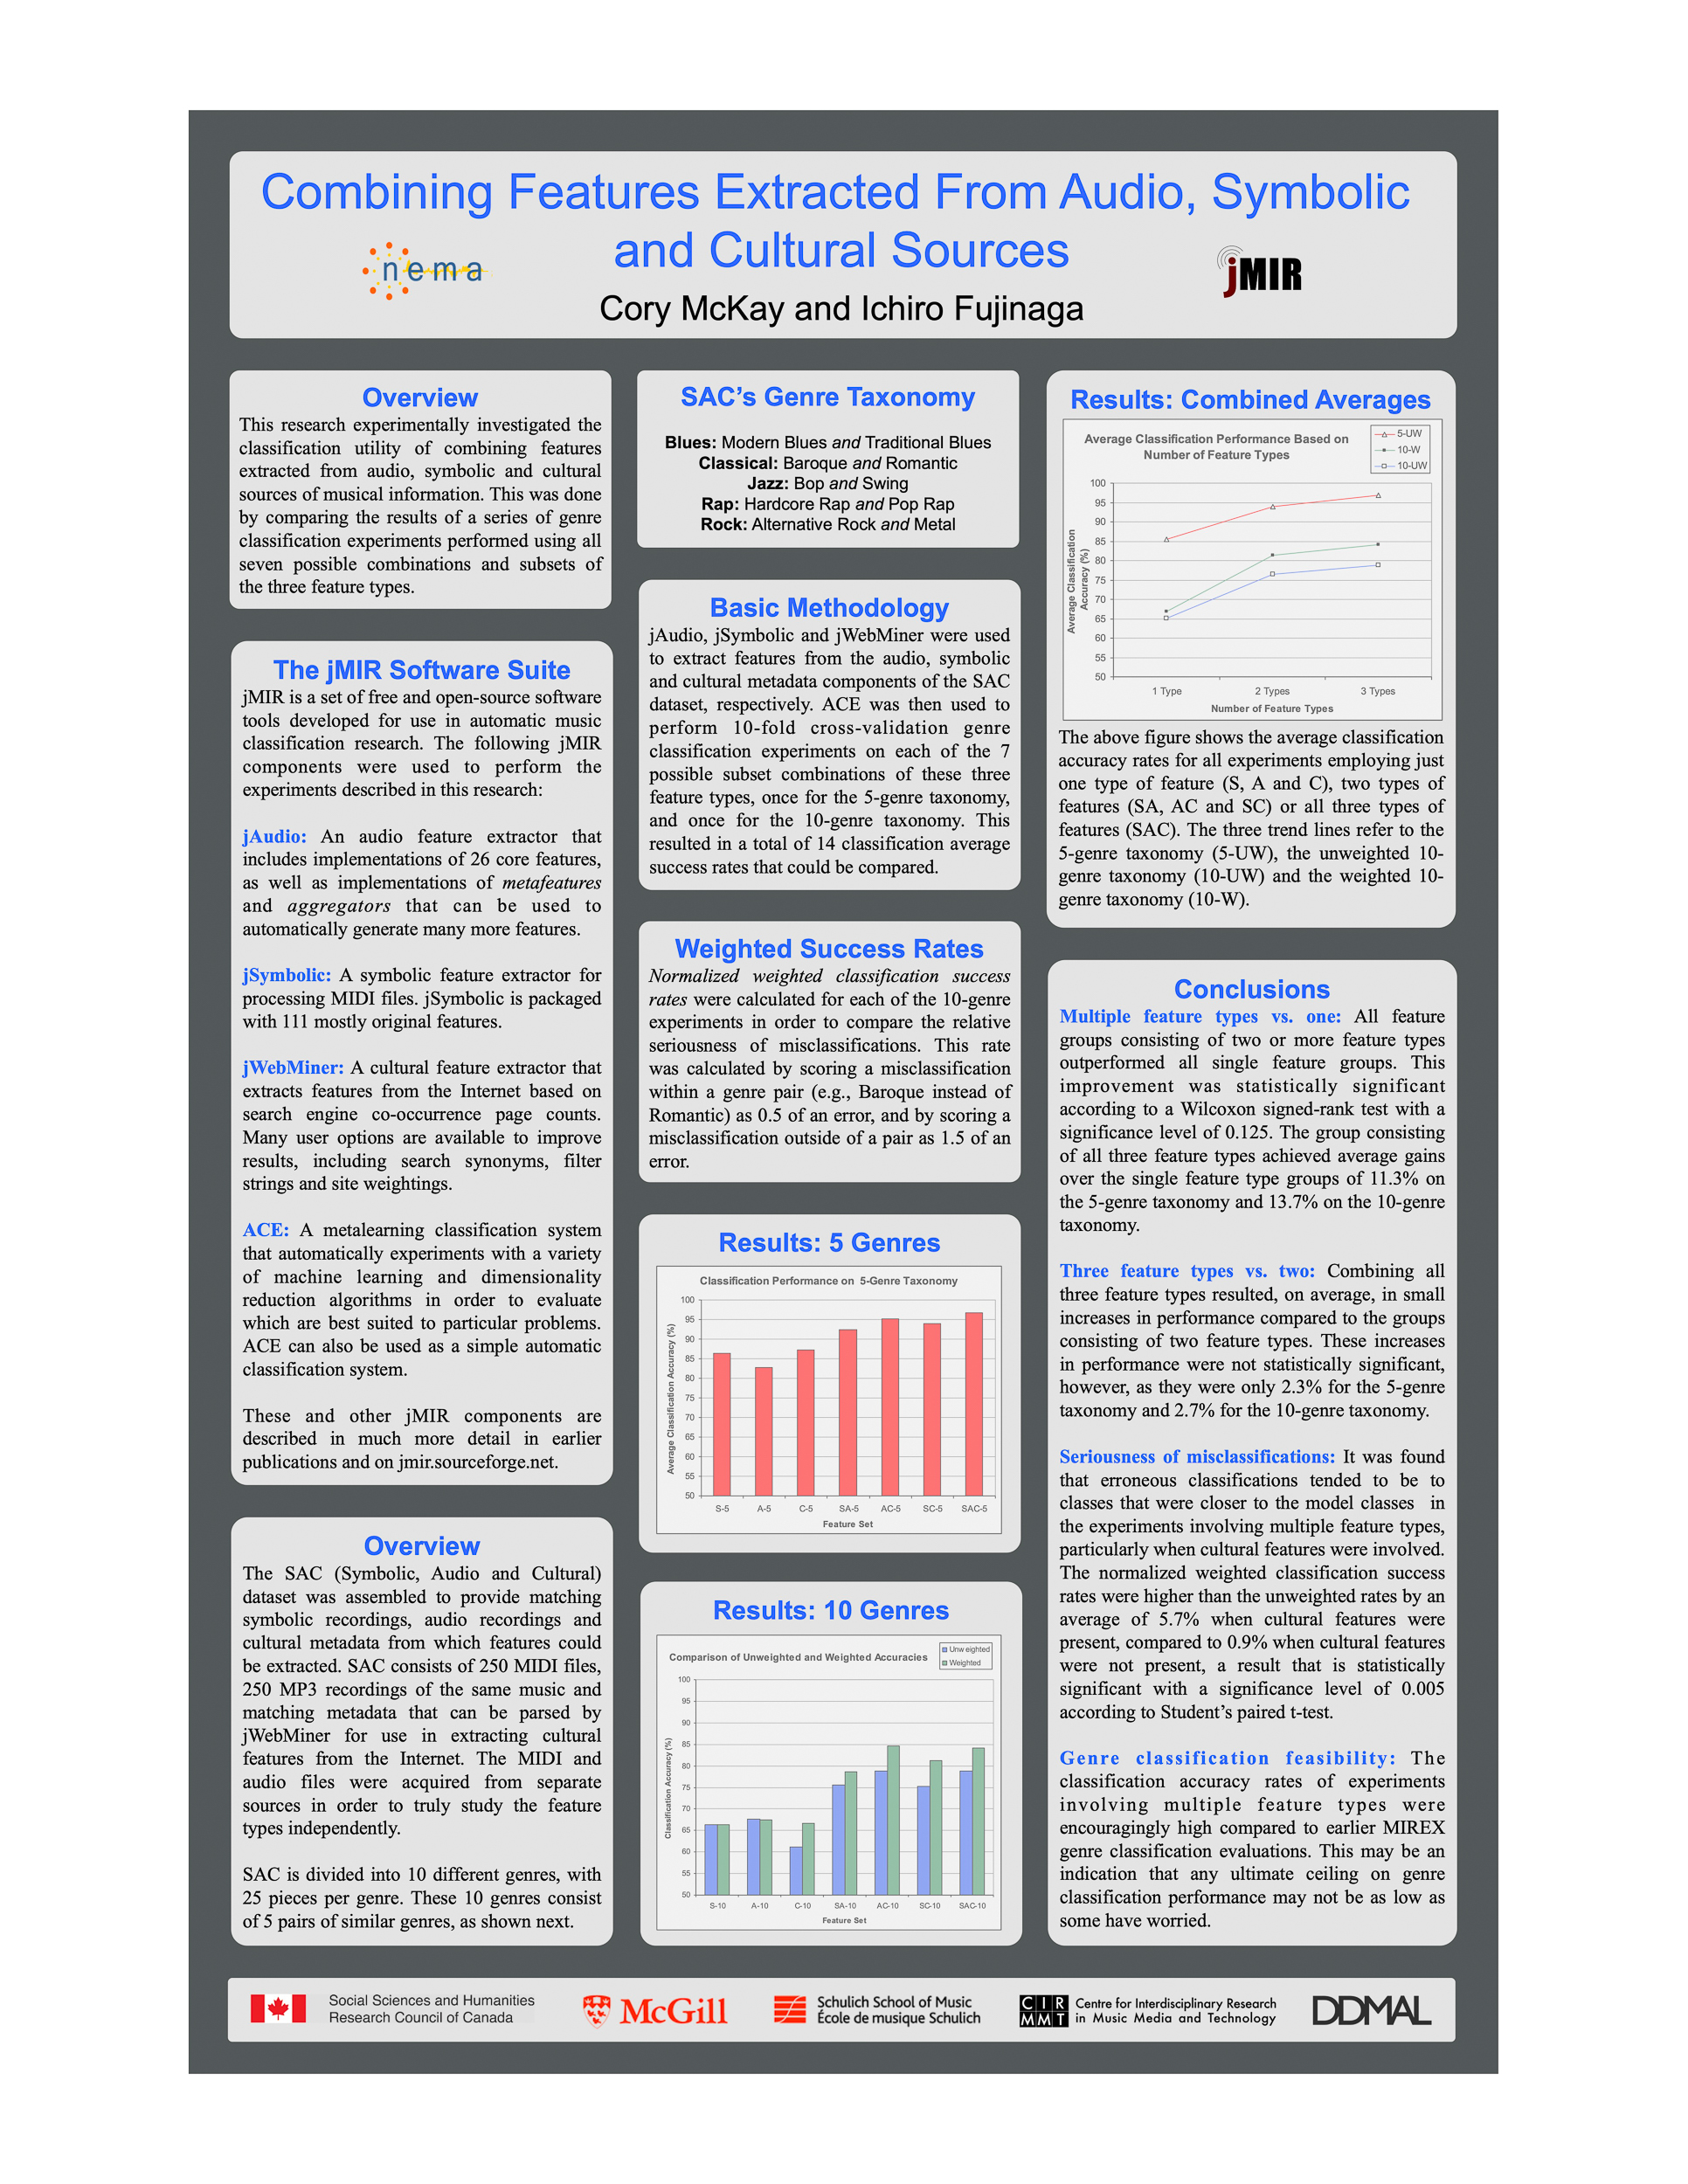 Combining Features Extracted From Audio, Symbolic
and Cultural Sources
nema
jMIR
Cory McKay and Ichiro Fujinaga
Overview
This research experimentally investigated the
classification utility of combining features
extracted from audio, symbolic and cultural
sources of musical information. This was done
by comparing the results of a series of genre
classification experiments performed using all
seven possible combinations and subsets of
the three feature types.
The jMIR Software Suite
jMIR is a set of free and open-source software
tools developed for use in automatic music
classification research. The following jMIR
components were used to perform the
experiments described in this research:
jAudio: An audio feature extractor that
includes implementations of 26 core features,
as well as implementations of metafeatures
and aggregators that can be used to
automatically generate many more features.
jSymbolic: A symbolic feature extractor for
processing MIDI files. jSymbolic is packaged
with 111 mostly original features.
jWebMiner: A cultural feature extractor that
extracts features from the Internet based on
search engine co-occurrence page counts.
Many user options are available to improve
results, including search synonyms, filter
strings and site weightings.
ACE: A metalearning classification system
that automatically experiments with a variety
of machine learning and dimensionality
reduction algorithms in order to evaluate
which are best suited to particular problems.
ACE can also be used as a simple automatic
classification system.
These and other jMIR components are
described in much more detail in earlier
publications and on jmir.sourceforge.net.
Overview
The SAC (Symbolic, Audio and Cultural)
dataset was assembled to provide matching
symbolic recordings, audio recordings and
cultural metadata from which features could
be extracted. SAC consists of 250 MIDI files,
250 MP3 recordings of the same music and
matching metadata that can be parsed by
jWebMiner for use in extracting cultural
features from the Internet. The MIDI and
audio files were acquired from separate
sources in order to truly study the feature
types independently.
SAC is divided into 10 different genres, with
25 pieces per genre. These 10 genres consist
of 5 pairs of similar genres, as shown next.
SAC's Genre Taxonomy
Blues: Modern Blues and Traditional Blues
Classical: Baroque and Romantic
Jazz: Bop and Swing
Rap: Hardcore Rap and Pop Rap
Rock: Alternative Rock and Metal
Basic Methodology
jAudio, jSymbolic and jWebMiner were used
to extract features from the audio, symbolic
and cultural metadata components of the SAC
dataset, respectively. ACE was then used to
perform 10-fold cross-validation genre
classification experiments on each of the 7
possible subset combinations of these three
feature types, once for the 5-genre taxonomy,
and once for the 10-genre taxonomy. This
resulted in a total of 14 classification average
success rates that could be compared.
Weighted Success Rates
Normalized weighted classification success
rates were calculated for each of the 10-genre
experiments in order to compare the relative
seriousness of misclassifications. This rate
was calculated by scoring a misclassification
within a genre pair (e.g., Baroque instead of
Romantic) as 0.5 of an error, and by scoring a
misclassification outside of a pair as 1.5 of an
error.
Results: 5 Genres
Classification Performance on 5-Genre Taxonomy
Average Classification Accuracy (%)
100
95
90
85
80
75
70
65
60
55
50
S-5 A-5 C-5 SA-5 AC-5 SC-5 SAC-5
Feature Set
Results: 10 Genres
Comparison of Unweighted and Weighted Accuracies
Unweighted
Weighted
Classification Accuracy (%)
100
95
90
85
80
75
70
65
60
55
50
S-10 A-10 C-10 SA-10 AC-10 SC-10 SAC-10
Feature Set
Results: Combined Averages
Average Classification Performance Based on
Number of Feature Types
5-UW
10-W
10-UW
Average Classification
Accuracy (%)
100
95
90
85
80
75
70
65
60
55
50
1 Type 2 Types 3 Types
Number of Feature Types
The above figure shows the average classification
accuracy rates for all experiments employing just
one type of feature (S, A and C), two types of
features (SA, AC and SC) or all three types of
features (SAC). The three trend lines refer to the
5-genre taxonomy (5-UW), the unweighted 10-
genre taxonomy (10-UW) and the weighted 10-
genre taxonomy (10-W).
Conclusions
Multiple feature types vs. one: All feature
groups consisting of two or more feature types
outperformed all single feature groups. This
improvement was statistically significant
according to a Wilcoxon signed-rank test with a
significance level of 0.125. The group consisting
of all three feature types achieved average gains
over the single feature type groups of 11.3% on
the 5-genre taxonomy and 13.7% on the 10-genre
taxonomy.
Three feature types vs. two: Combining all
three feature types resulted, on average, in small
increases in performance compared to the groups
consisting of two feature types. These increases
in performance were not statistically significant,
however, as they were only 2.3% for the 5-genre
taxonomy and 2.7% for the 10-genre taxonomy.
Seriousness of misclassifications: It was found
that erroneous classifications tended to be to
classes that were closer to the model classes in
the experiments involving multiple feature types,
particularly when cultural features were involved.
The normalized weighted classification success
rates were higher than the unweighted rates by an
average of 5.7% when cultural features were
present, compared to 0.9% when cultural features
were not present, a result that is statistically
significant with a significance level of 0.005
according to Student's paired t-test.
Genre classification feasibility: The
classification accuracy rates of experiments
involving multiple feature types were
encouragingly high compared to earlier MIREX
genre classification evaluations. This may be an
indication that any ultimate ceiling on genre
classification performance may not be as low as
some have worried.
Social Sciences and Humanities
Research Council of Canada
McGill
Schulich School of Music
École de musique Schulich
CIR
MMT
Centre for Interdisciplinary Research
in Music Media and Technology
DDMAL